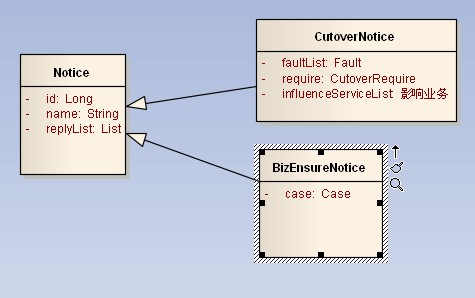 CutoverNotice
- faultList: Fault
- require: CutoverRequire
- influenceServiceList: 影响业务
Notice
- id: Long
- name: String
- replyList: List
BizEnsureNotice
- case: Case